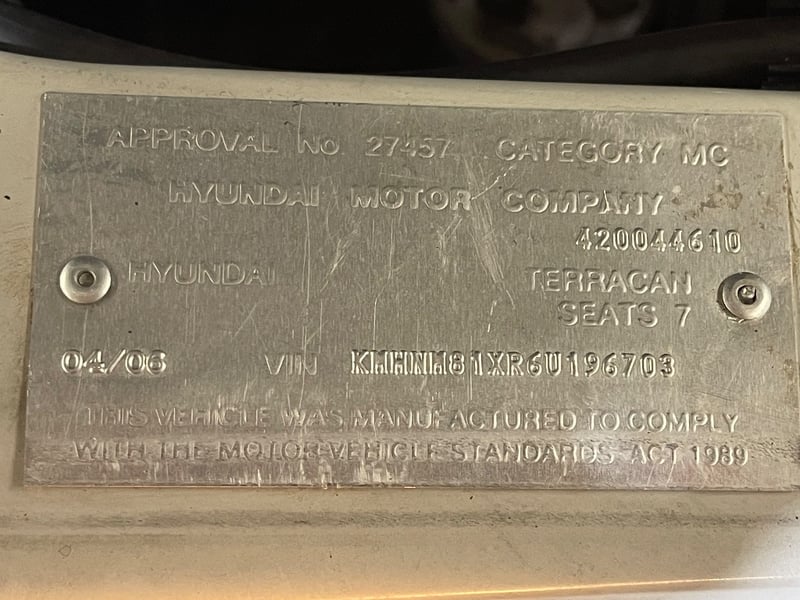 APPROVAL No 27457 CATEGORY MC
HYUNDAI MOTOR COMPANY
420044610
HYUNDAI TERRACAN
SEATS 7
04/06 VIN KMHNM81XR6U196703
THIS VEHICLE WAS MANUFACTURED TO COMPLY
WITH THE MOTOR VEHICLE STANDARDS ACT 1989